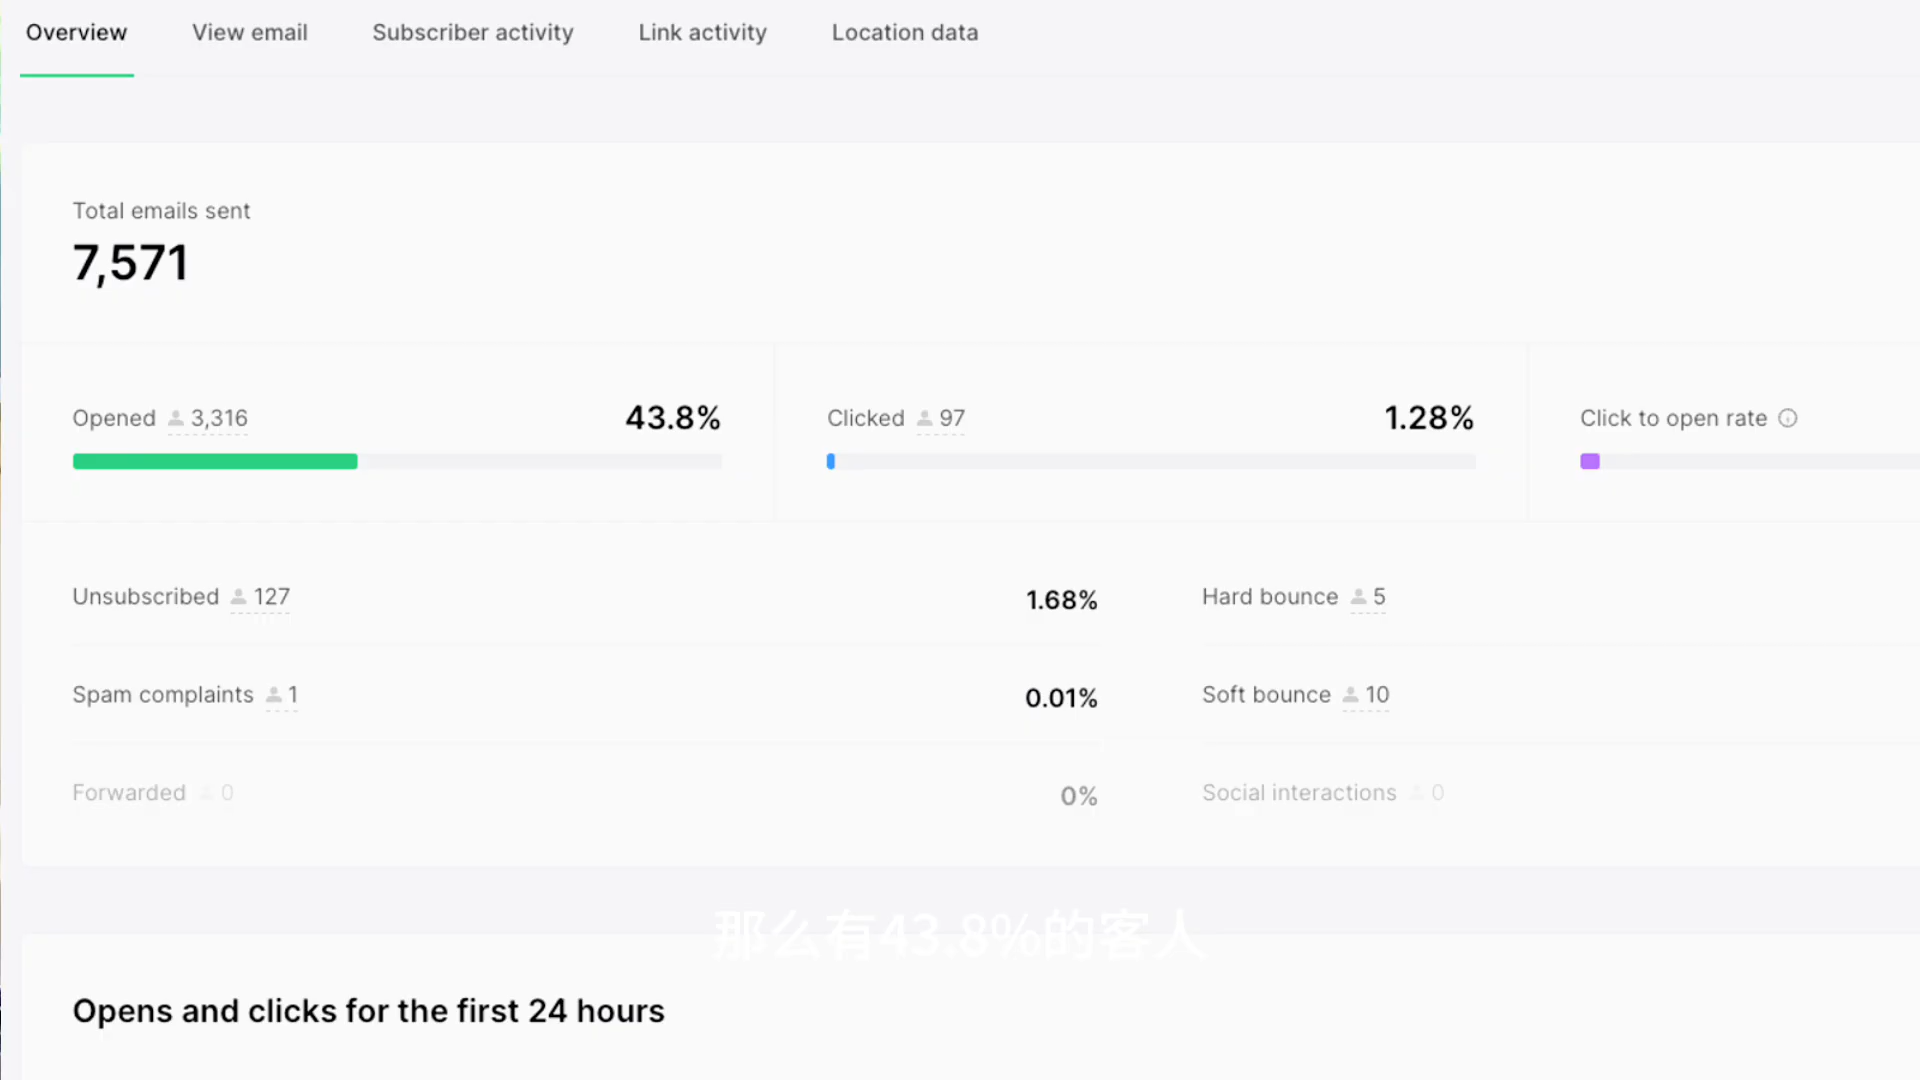 Overview View email Subscriber activity Link activity Location data
Total emails sent
7,571
Opened 3,316 43.8% Clicked 97 1.28% Click to open rate
Unsubscribed 127 1.68% Hard bounce 5
Spam complaints 1 0.01% Soft bounce 10
Forwarded 0 0% Social interactions 0
那么有43.8%的客人
Opens and clicks for the first 24 hours